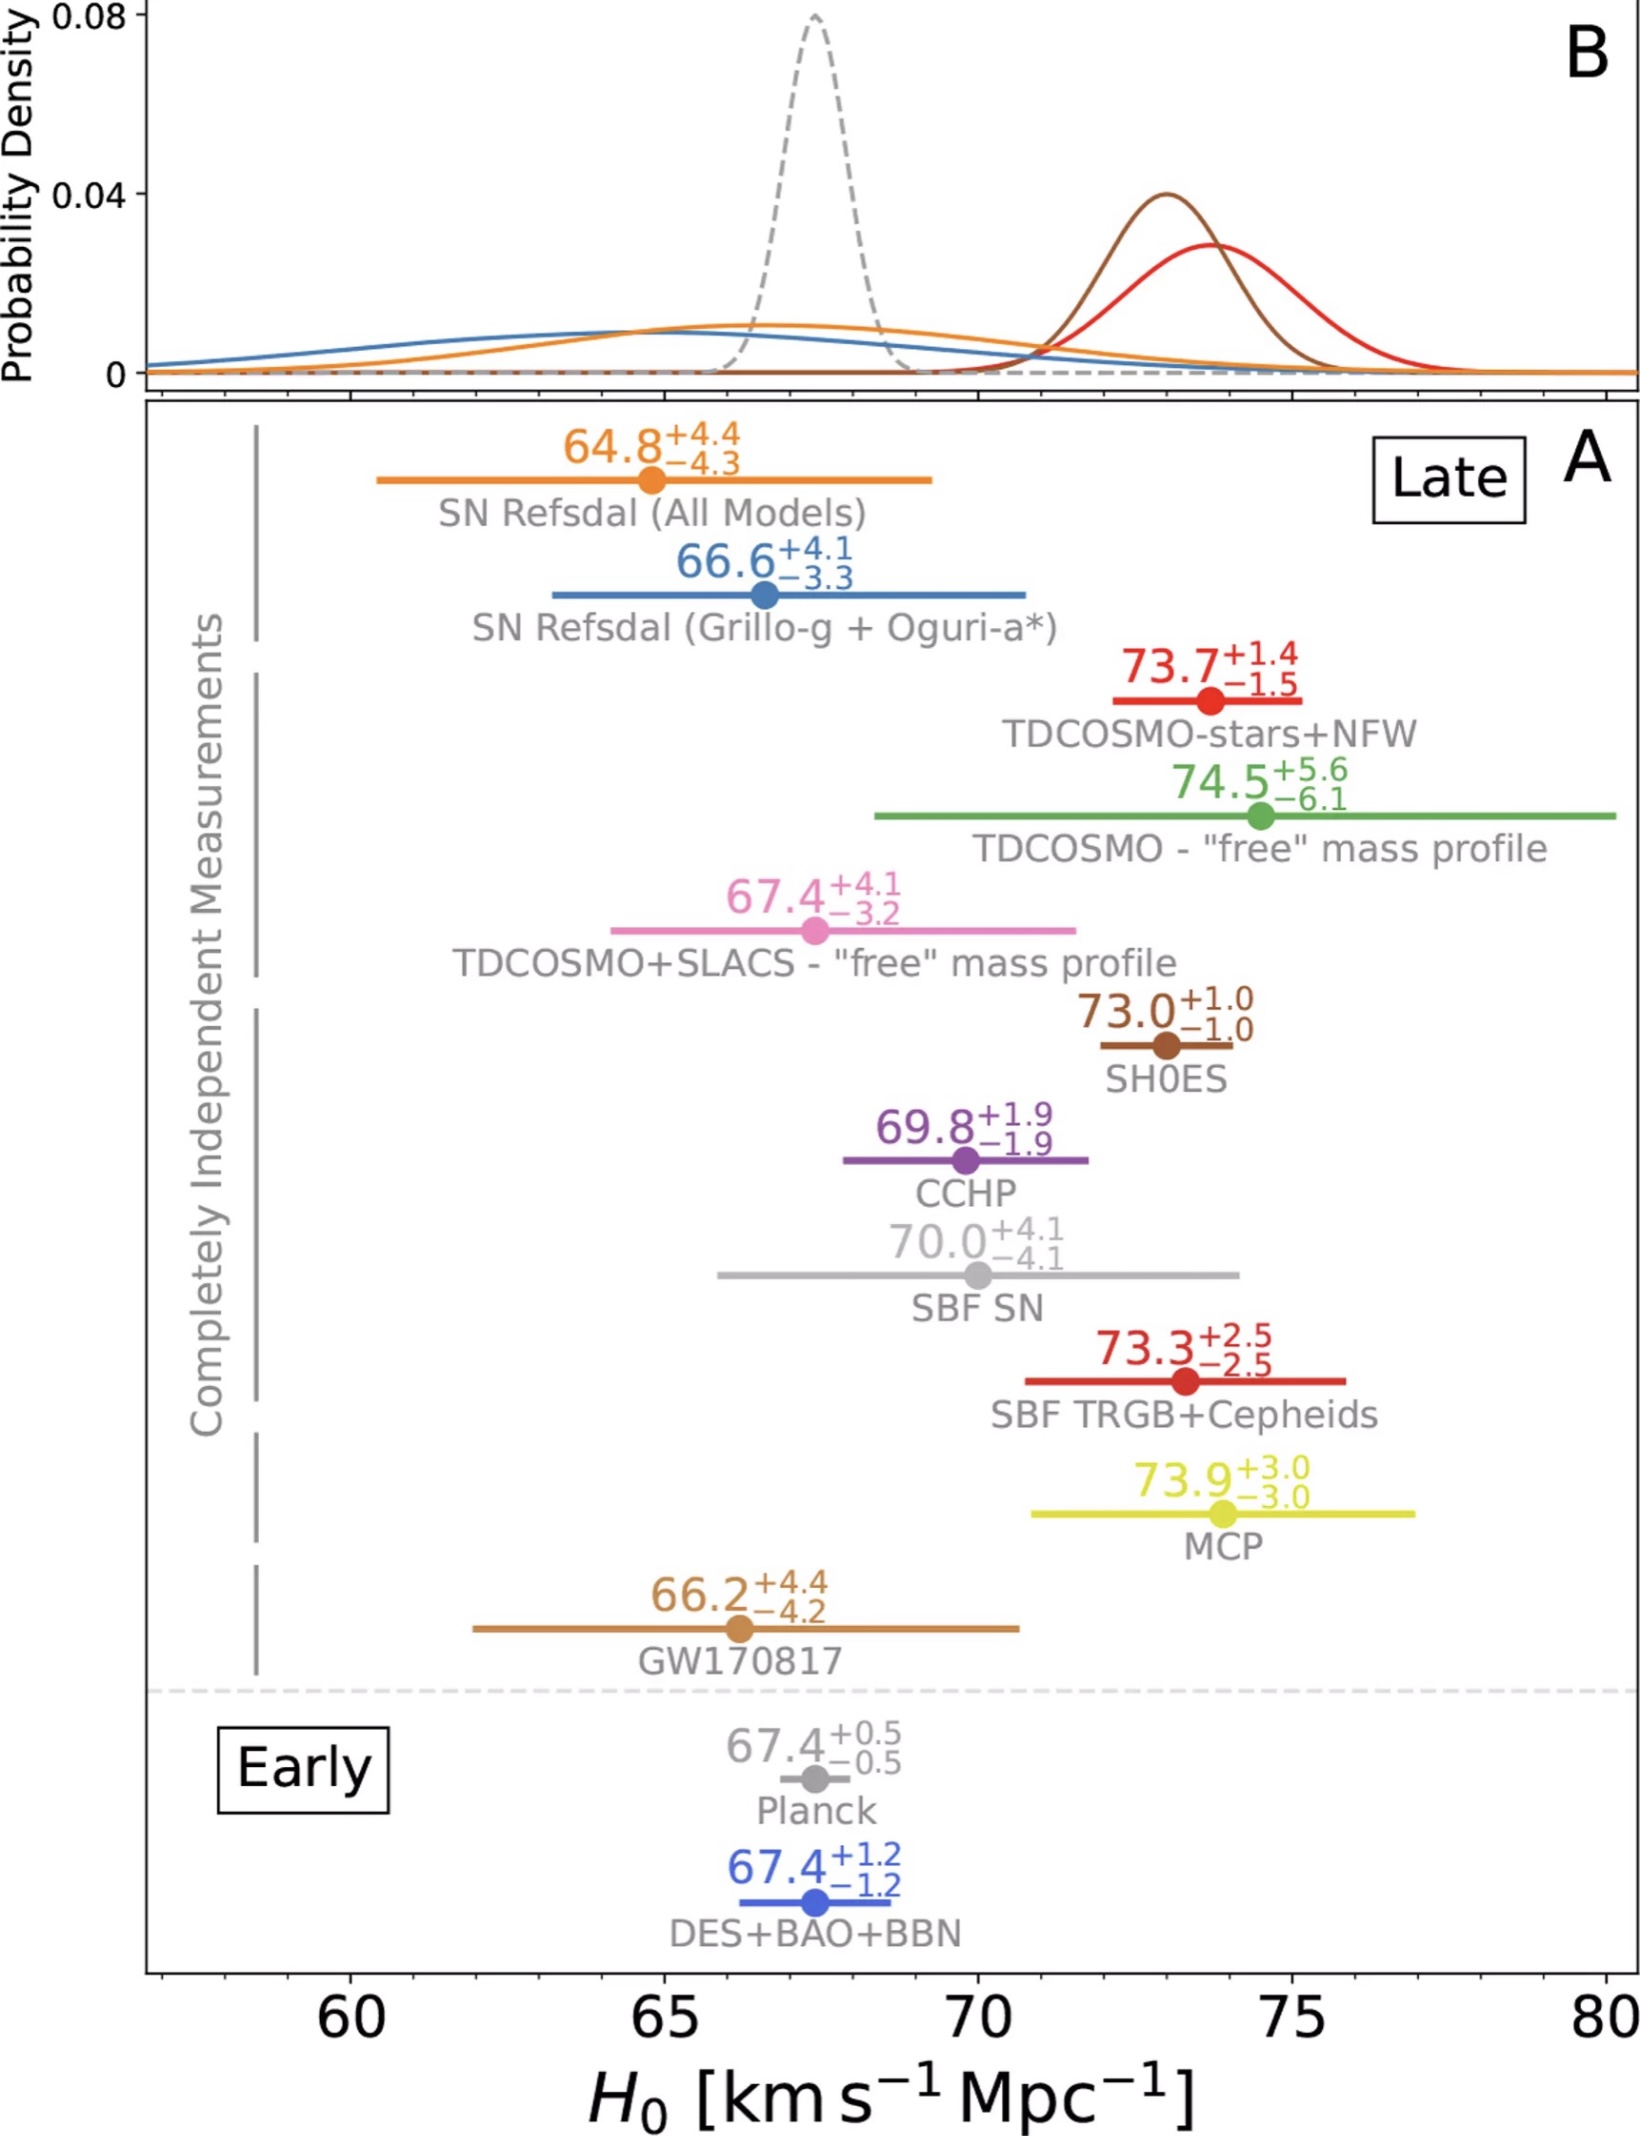 Probability Density
0.08
0.04
0
B
A
Late
64.8+4.4−4.3
SN Refsdal (All Models)
66.6+4.1−3.3
SN Refsdal (Grillo-g + Oguri-a*)
73.7+1.4−1.5
TDCOSMO-stars+NFW
74.5+5.6−6.1
TDCOSMO - "free" mass profile
67.4+4.1−3.2
TDCOSMO+SLACS - "free" mass profile
73.0+1.0−1.0
SH0ES
69.8+1.9−1.9
CCHP
70.0+4.1−4.1
SBF SN
73.3+2.5−2.5
SBF TRGB+Cepheids
73.9+3.0−3.0
MCP
66.2+4.4−4.2
GW170817
Completely Independent Measurements
Early
67.4+0.5−0.5
Planck
67.4+1.2−1.2
DES+BAO+BBN
60 65 70 75 80
H₀ [km s⁻¹ Mpc⁻¹]